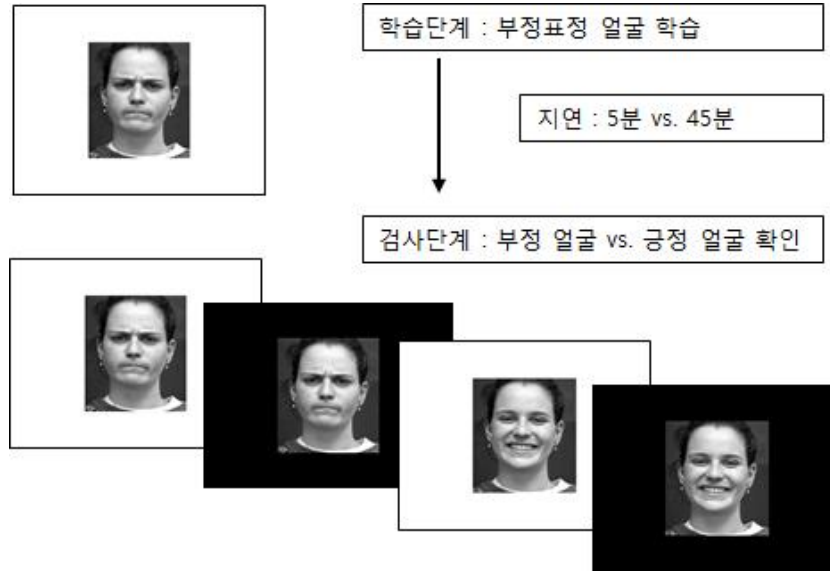 학습단계 : 부정표정 얼굴 학습
지연 : 5분 vs. 45분
검사단계 : 부정 얼굴 vs. 긍정 얼굴 확인